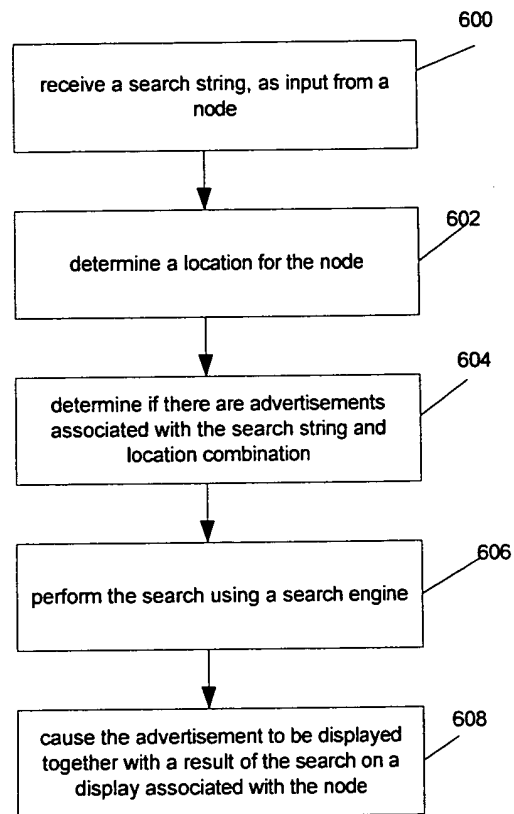 600
receive a search string, as input from a
node
602
determine a location for the node
604
determine if there are advertisements
associated with the search string and
location combination
606
perform the search using a search engine
608
cause the advertisement to be displayed
together with a result of the search on a
display associated with the node